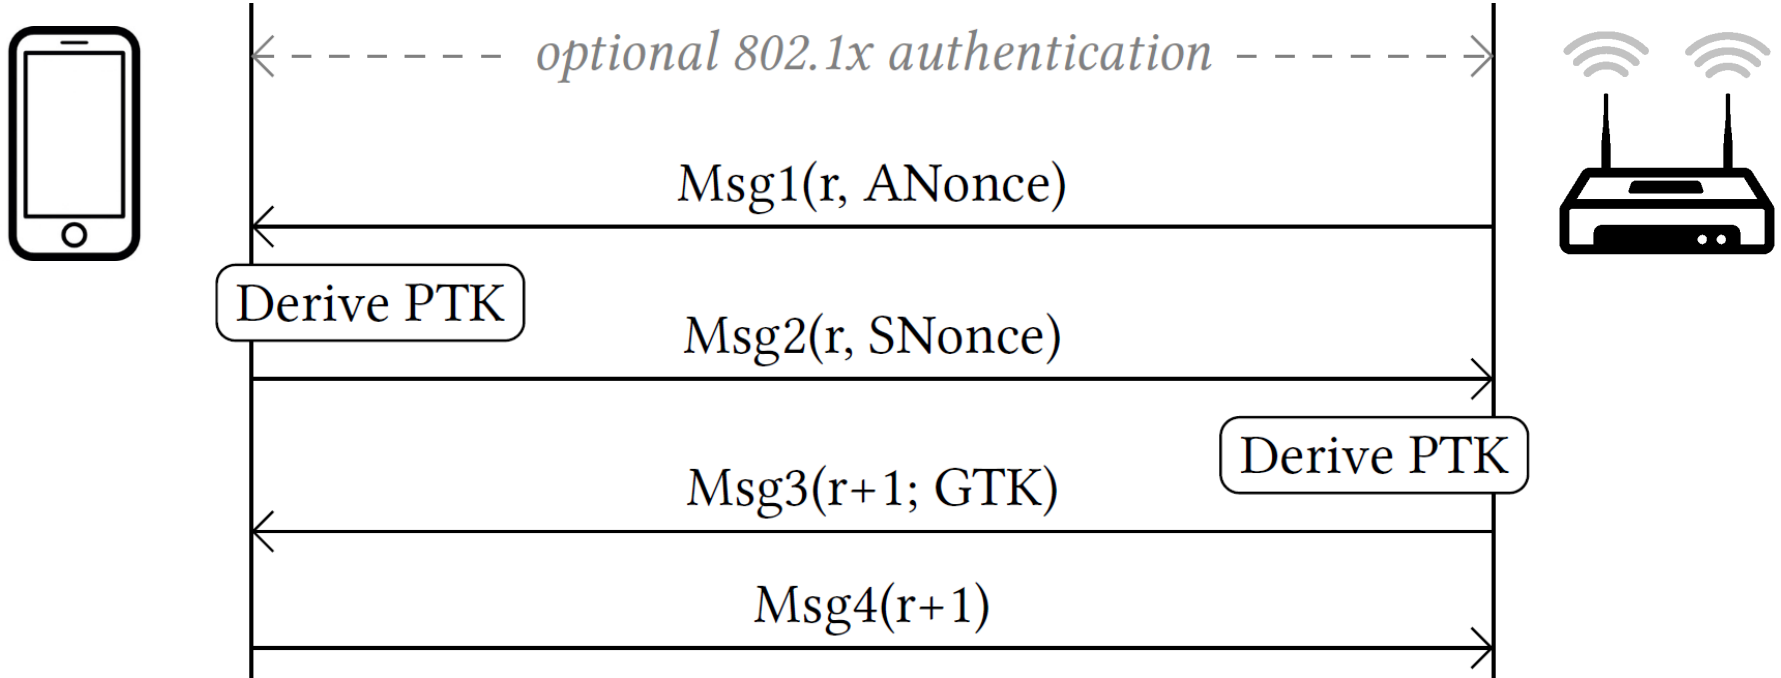 optional 802.1x authentication
Msg1(r, ANonce)
Derive PTK
Msg2(r, SNonce)
Derive PTK
Msg3(r+1; GTK)
Msg4(r+1)